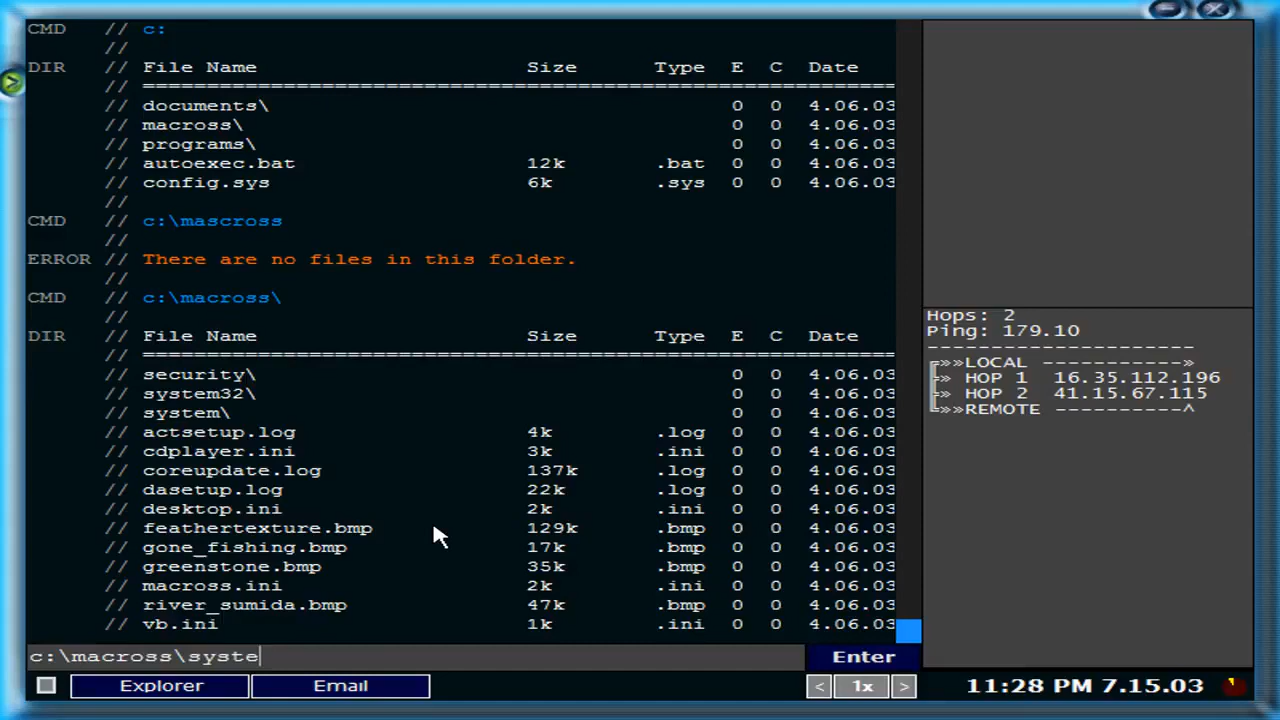 CMD // c:
//
DIR // File Name Size Type E C Date
// ===========================================================
// documents\ 0 0 4.06.03
// macross\ 0 0 4.06.03
// programs\ 0 0 4.06.03
// autoexec.bat 12k .bat 0 0 4.06.03
// config.sys 6k .sys 0 0 4.06.03
//
CMD // c:\mascross
//
ERROR // There are no files in this folder.
//
CMD // c:\macross\
//
DIR // File Name Size Type E C Date
// ===========================================================
// security\ 0 0 4.06.03
// system32\ 0 0 4.06.03
// system\ 0 0 4.06.03
// actsetup.log 4k .log 0 0 4.06.03
// cdplayer.ini 3k .ini 0 0 4.06.03
// coreupdate.log 137k .log 0 0 4.06.03
// dasetup.log 22k .log 0 0 4.06.03
// desktop.ini 2k .ini 0 0 4.06.03
// feathertexture.bmp 129k .bmp 0 0 4.06.03
// gone_fishing.bmp 17k .bmp 0 0 4.06.03
// greenstone.bmp 35k .bmp 0 0 4.06.03
// macross.ini 2k .ini 0 0 4.06.03
// river_sumida.bmp 47k .bmp 0 0 4.06.03
// vb.ini 1k .ini 0 0 4.06.03
c:\macross\syste
Enter
Hops: 2
Ping: 179.10
---------------------
╔»»LOCAL -----------»
╠» HOP 1 16.35.112.196
╠» HOP 2 41.15.67.115
╚»»REMOTE ----------^
Explorer Email < 1x > 11:28 PM 7.15.03